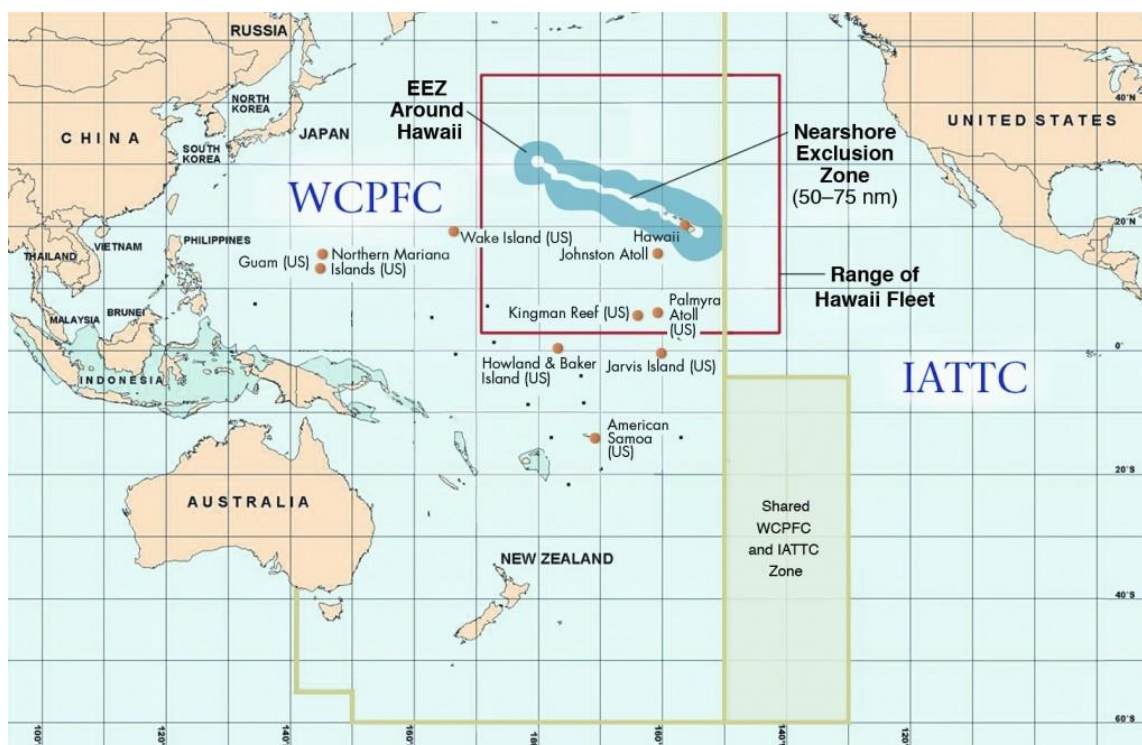 RUSSIA
EEZ
Around
Hawaii
NORTH
KOREA
CHINA
JAPAN
SOUTH
KOREA
Nearshore
Exclusion
Zone
(50–75 nm)
40°N
UNITED STATES
WCPFC
20°N
Hawaii
Wake Island (US)
Johnston Atoll
VIETNAM
PHILIPPINES
THAILAND
Guam (US)
Northern Mariana
Islands (US)
Range of
Hawaii Fleet
MALAYSIA
BRUNEI
Kingman Reef (US)
Palmyra
Atoll
(US)
0°
INDONESIA
Howland & Baker
Island (US)
Jarvis Island (US)
IATTC
American
Samoa
(US)
20°S
AUSTRALIA
Shared
WCPFC
and IATTC
Zone
NEW ZEALAND
40°S
60°S
100°
120°
140°
160°
180°
160°
140°
120°